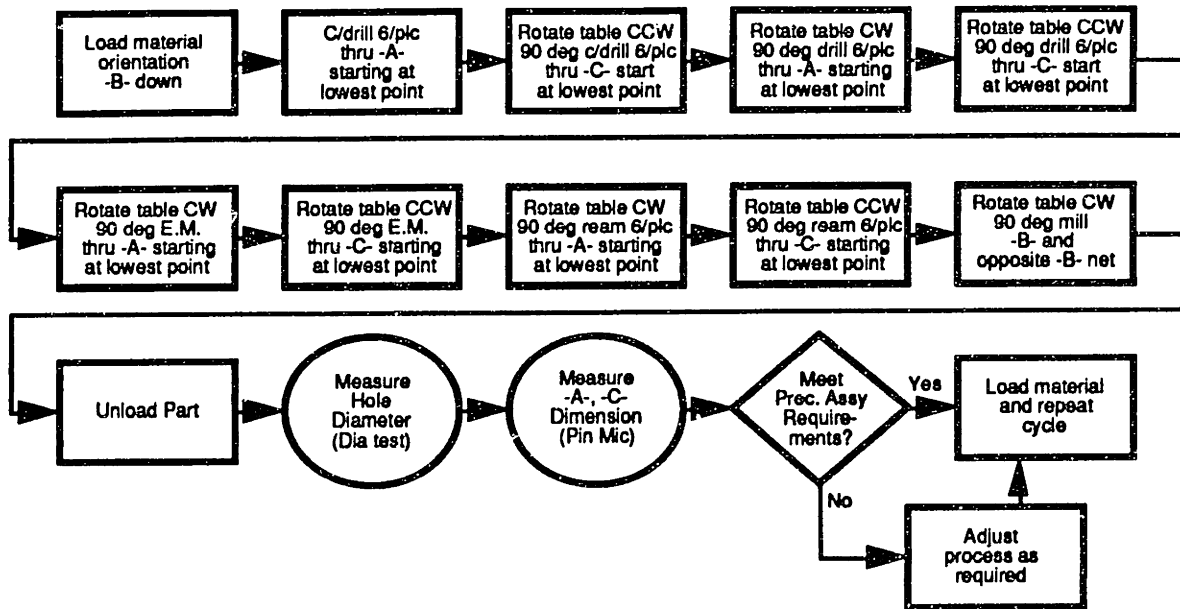 Load material
orientation
-B- down
C/drill 6/plc
thru -A-
starting at
lowest point
Rotate table CCW
90 deg c/drill 6/plc
thru -C- start
at lowest point
Rotate table CW
90 deg drill 6/plc
thru -A- starting
at lowest point
Rotate table CCW
90 deg drill 6/plc
thru -C- start
at lowest point
Rotate table CW
90 deg E.M.
thru -A- starting
at lowest point
Rotate table CCW
90 deg E.M.
thru -C- starting
at lowest point
Rotate table CW
90 deg ream 6/plc
thru -A- starting
at lowest point
Rotate table CCW
90 deg ream 6/plc
thru -C- starting
at lowest point
Rotate table CW
90 deg mill
-B- and
opposite -B- net
Unload Part
Measure
Hole
Diameter
(Dia test)
Measure
-A-, -C-
Dimension
(Pin Mic)
Meet
Prec. Assy
Require-
ments?
Yes
Load material
and repeat
cycle
No
Adjust
process as
required